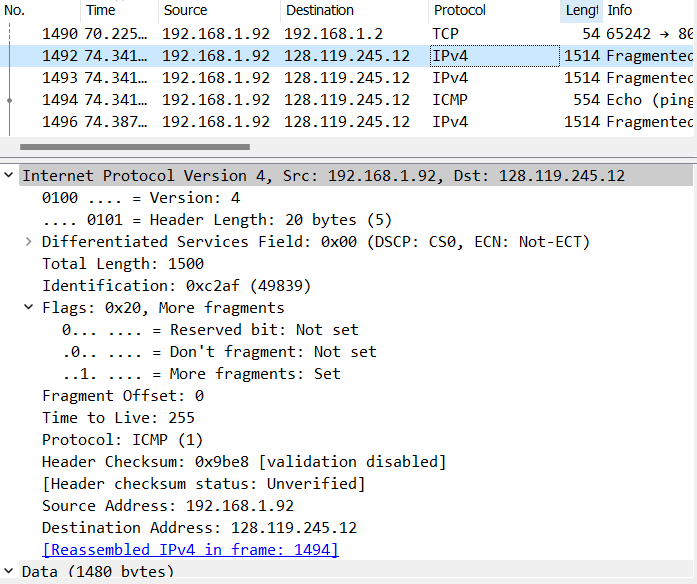 No. Time Source Destination Protocol Lengt Info
1490 70.225… 192.168.1.92 192.168.1.2 TCP 54 65242 → 80
1492 74.341… 192.168.1.92 128.119.245.12 IPv4 1514 Fragmented
1493 74.341… 192.168.1.92 128.119.245.12 IPv4 1514 Fragmented
1494 74.341… 192.168.1.92 128.119.245.12 ICMP 554 Echo (ping
1496 74.387… 192.168.1.92 128.119.245.12 IPv4 1514 Fragmented
Internet Protocol Version 4, Src: 192.168.1.92, Dst: 128.119.245.12
0100 .... = Version: 4
.... 0101 = Header Length: 20 bytes (5)
Differentiated Services Field: 0x00 (DSCP: CS0, ECN: Not-ECT)
Total Length: 1500
Identification: 0xc2af (49839)
Flags: 0x20, More fragments
0... .... = Reserved bit: Not set
.0.. .... = Don't fragment: Not set
..1. .... = More fragments: Set
Fragment Offset: 0
Time to Live: 255
Protocol: ICMP (1)
Header Checksum: 0x9be8 [validation disabled]
[Header checksum status: Unverified]
Source Address: 192.168.1.92
Destination Address: 128.119.245.12
[Reassembled IPv4 in frame: 1494]
Data (1480 bytes)